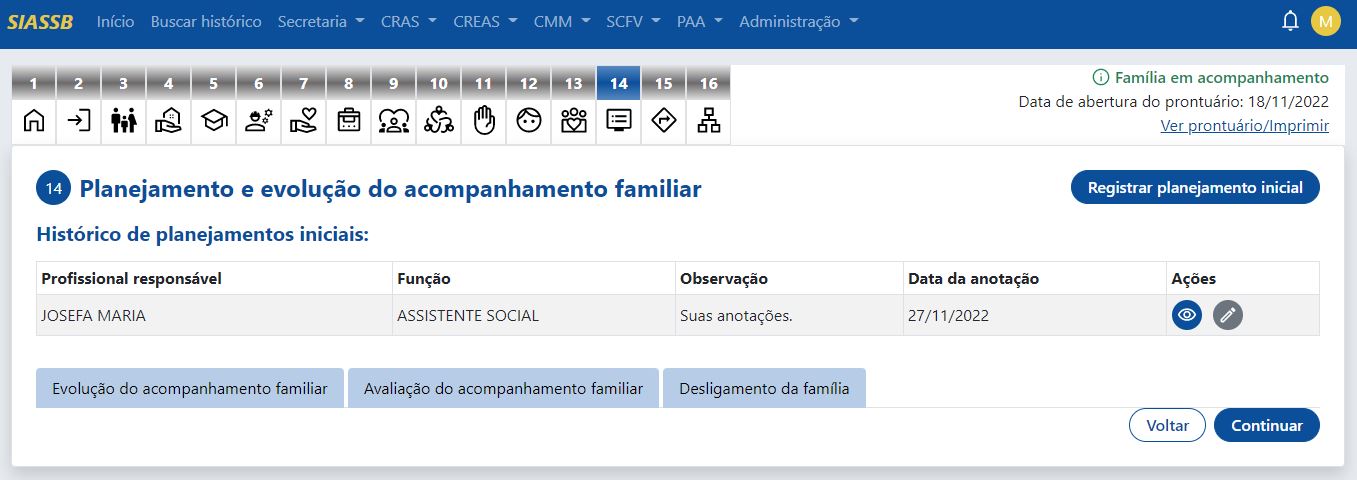 SIASSB Início Buscar histórico Secretaria CRAS CREAS CMM SCFV PAA Administração M
1 2 3 4 5 6 7 8 9 10 11 12 13 14 15 16
Família em acompanhamento
Data de abertura do prontuário: 18/11/2022
Ver prontuário/Imprimir
14 Planejamento e evolução do acompanhamento familiar Registrar planejamento inicial
Histórico de planejamentos iniciais:
Profissional responsável Função Observação Data da anotação Ações
JOSEFA MARIA ASSISTENTE SOCIAL Suas anotações. 27/11/2022
Evolução do acompanhamento familiar Avaliação do acompanhamento familiar Desligamento da família
Voltar Continuar